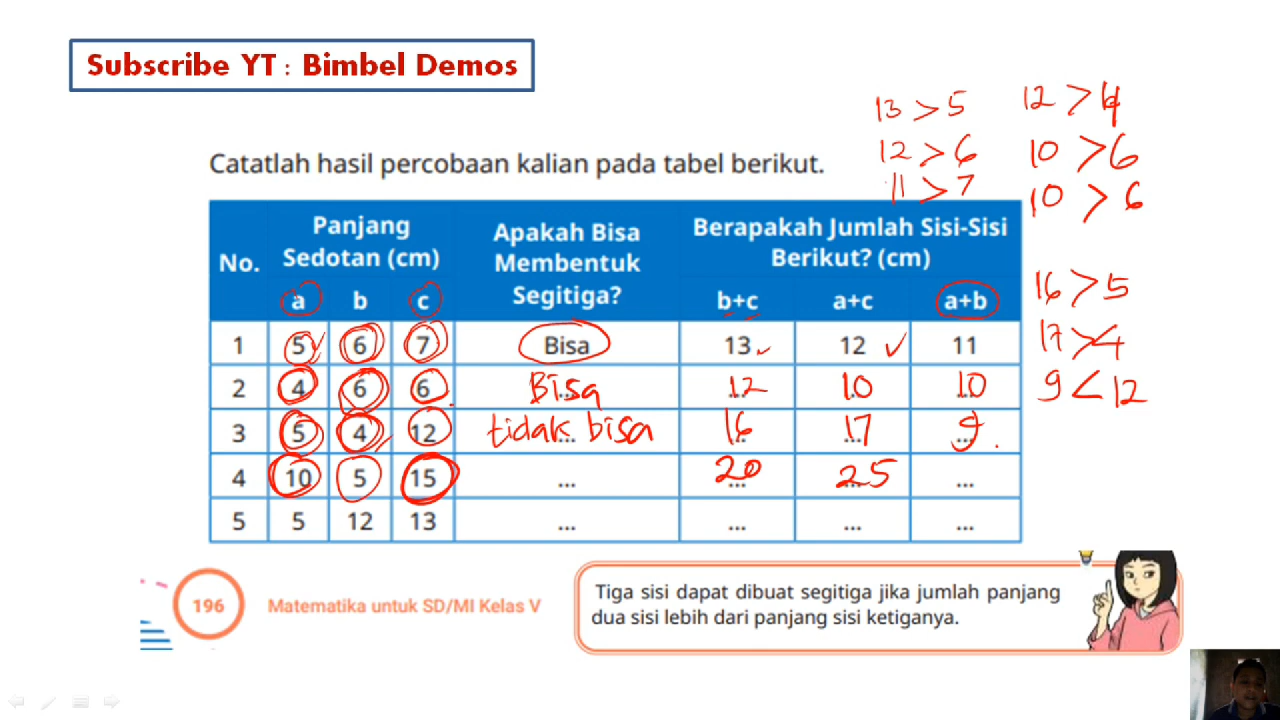 Subscribe YT : Bimbel Demos
13 > 5
12 > 6
11 > 7
12 > 4
10 > 6
10 > 6
Catatlah hasil percobaan kalian pada tabel berikut.
No. Panjang Sedotan (cm) Apakah Bisa Membentuk Segitiga? Berapakah Jumlah Sisi-Sisi Berikut? (cm)
a b c b+c a+c a+b
1 5 6 7 Bisa 13 12 11
2 4 6 6 Bisa 12 10 10
3 5 4 12 tidak bisa 16 17 9
4 10 5 15 ... 20 25 ...
5 5 12 13 ... ... ... ...
16 > 5
17 > 4
9 < 12
196 Matematika untuk SD/MI Kelas V
Tiga sisi dapat dibuat segitiga jika jumlah panjang
dua sisi lebih dari panjang sisi ketiganya.